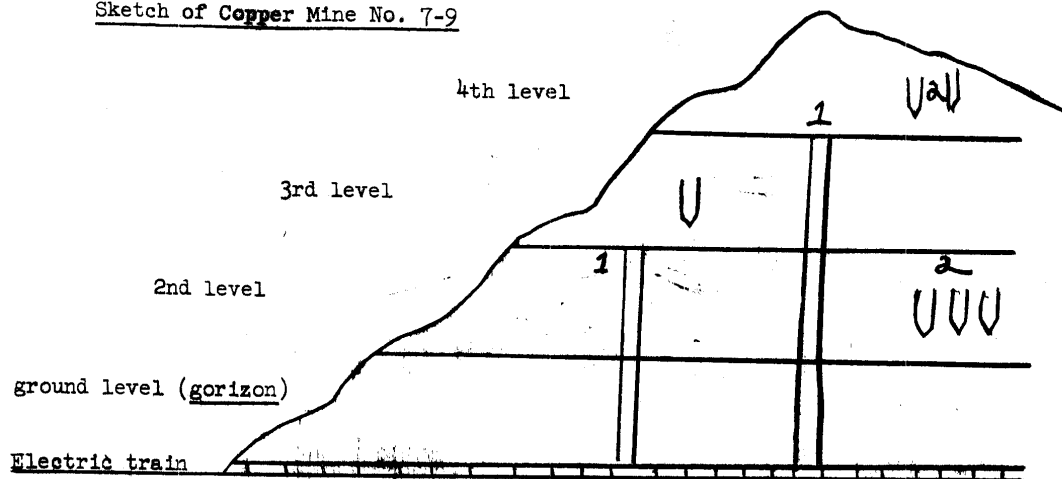 Sketch of Copper Mine No. 7-9
4th level
2
1
3rd level
1
2
2nd level
ground level (gorizon)
Electric train